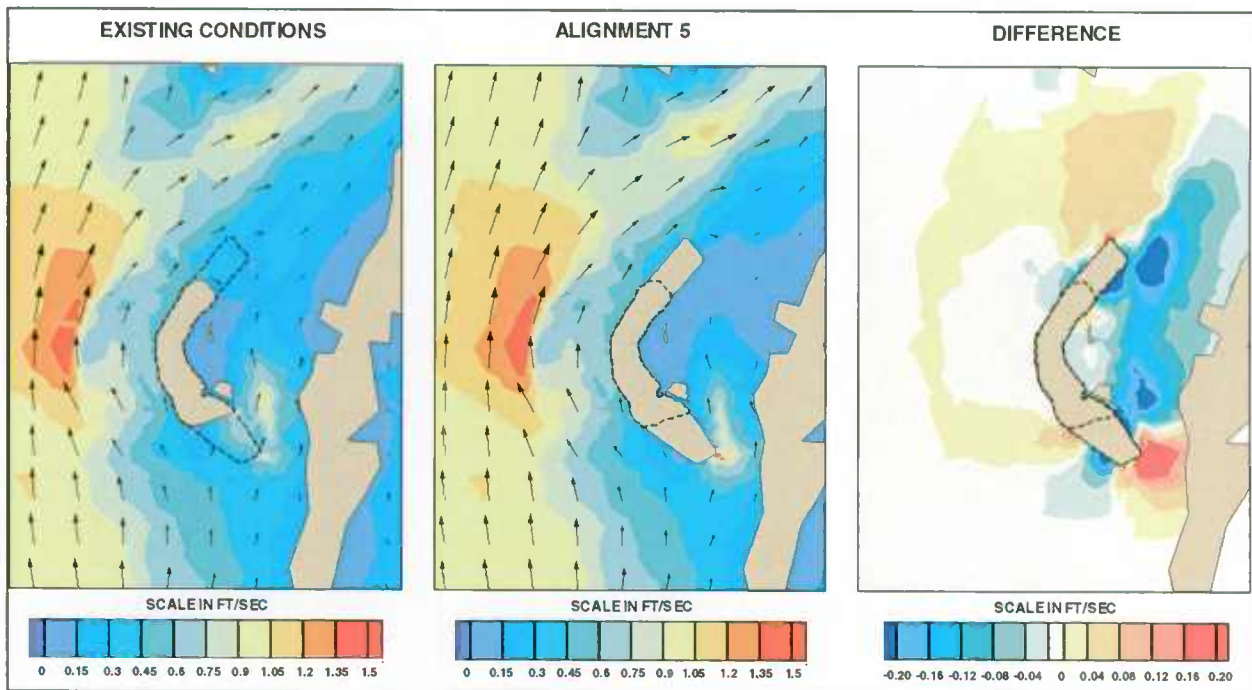 EXISTING CONDITIONS
ALIGNMENT 5
DIFFERENCE
SCALE IN FT/SEC
0 0.15 0.3 0.45 0.6 0.75 0.9 1.05 1.2 1.35 1.5
SCALE IN FT/SEC
0 0.15 0.3 0.45 0.6 0.75 0.9 1.05 1.2 1.35 1.5
SCALE IN FT/SEC
-0.20 -0.16 -0.12 -0.08 -0.04 0 0.04 0.08 0.12 0.16 0.20